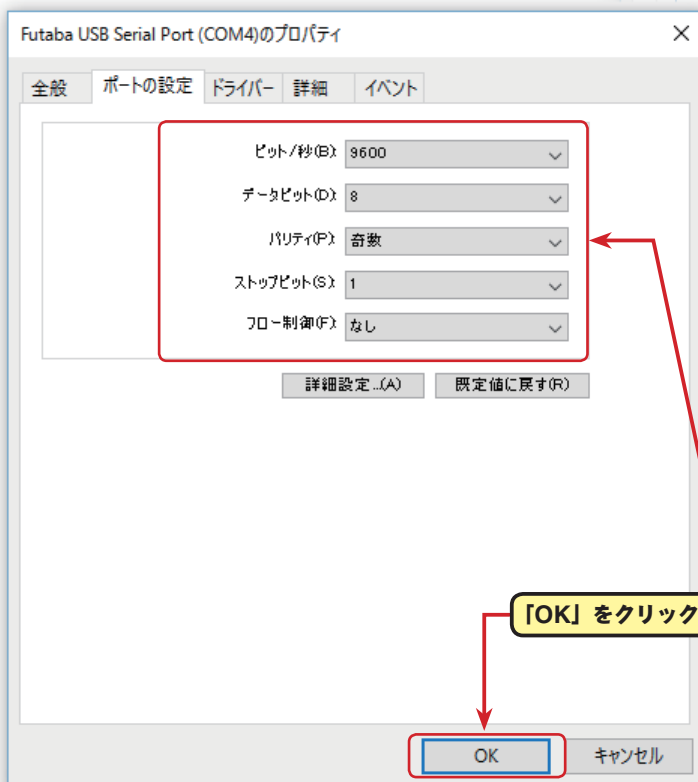 Futaba USB Serial Port (COM4)のプロパティ
全般 ポートの設定 ドライバー 詳細 イベント
ビット/秒(B): 9600
データビット(D): 8
パリティ(P): 奇数
ストップビット(S): 1
フロー制御(F): なし
詳細設定...(A) 既定値に戻す(R)
「OK」をクリック
OK キャンセル